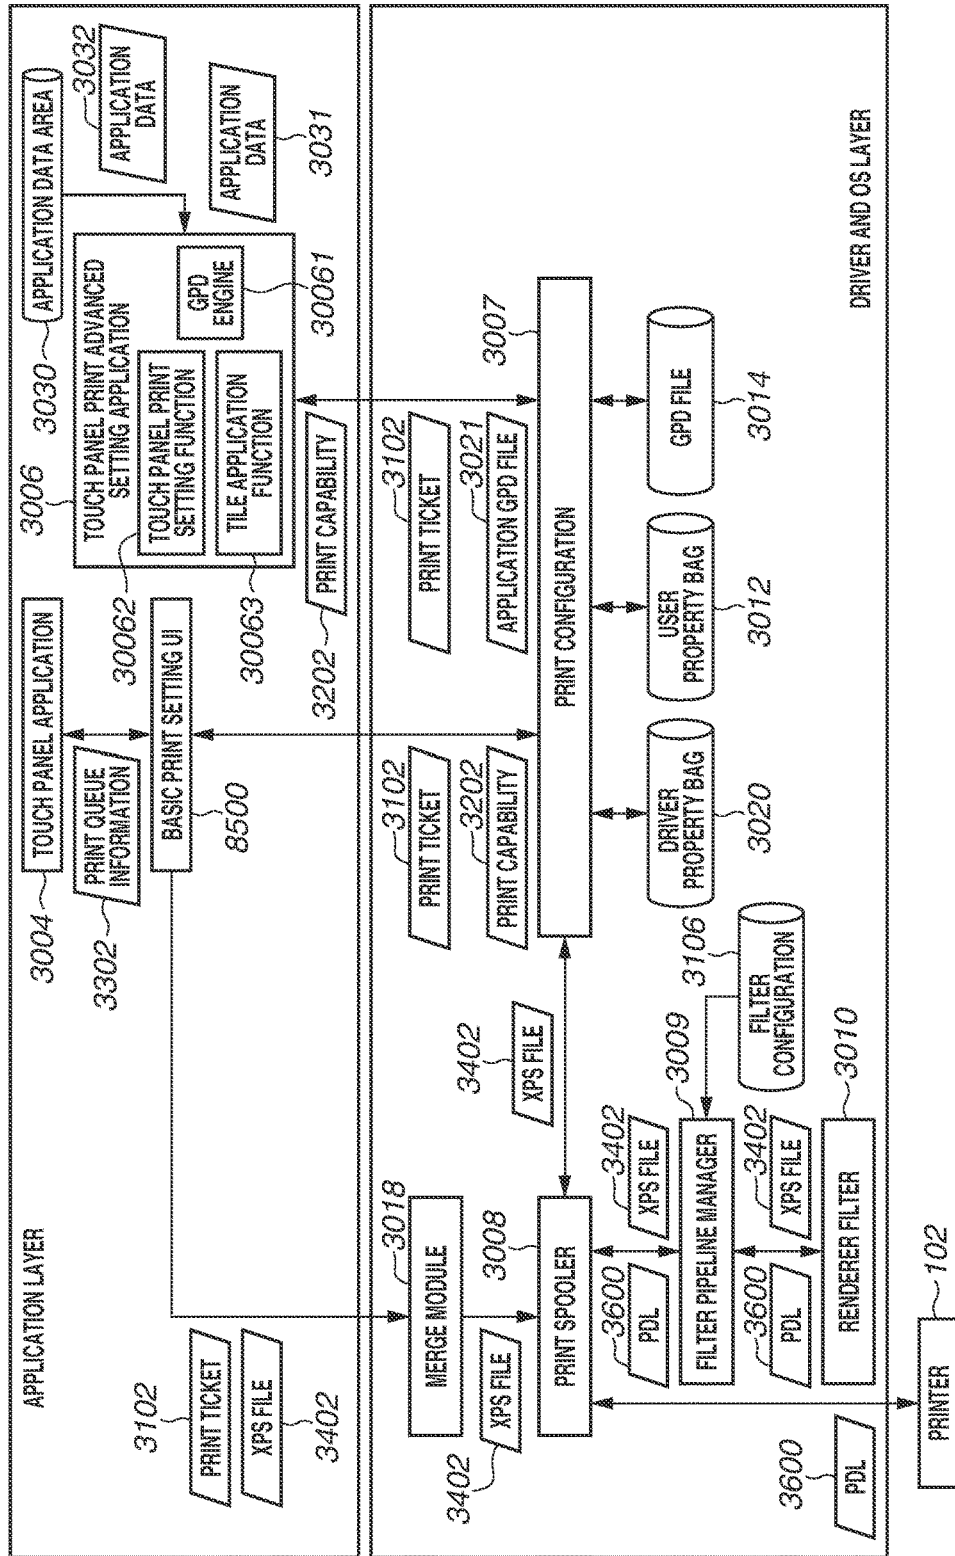 APPLICATION LAYER
3102
PRINT TICKET
XPS FILE
3402
3004
TOUCH PANEL APPLICATION
3302
PRINT QUEUE
INFORMATION
BASIC PRINT SETTING UI
8500
3006
TOUCH PANEL PRINT ADVANCED
SETTING APPLICATION
30062
TOUCH PANEL PRINT
SETTING FUNCTION
30063
TILE APPLICATION
FUNCTION
GPD
ENGINE
30061
3030
APPLICATION DATA AREA
3032
APPLICATION
DATA
APPLICATION
DATA
3031
3202
PRINT CAPABILITY
DRIVER AND OS LAYER
3018
MERGE MODULE
3402
XPS FILE
3008
PRINT SPOOLER
3402
XPS FILE
3102
PRINT TICKET
3202
PRINT CAPABILITY
3102
PRINT TICKET
3021
APPLICATION GPD FILE
3007
PRINT CONFIGURATION
DRIVER
PROPERTY BAG
3020
USER
PROPERTY BAG
3012
GPD FILE
3014
3600
PDL
3402
XPS FILE
3009
FILTER PIPELINE MANAGER
3106
FILTER
CONFIGURATION
3600
PDL
3402
XPS FILE
3010
RENDERER FILTER
3600
PDL
102
PRINTER